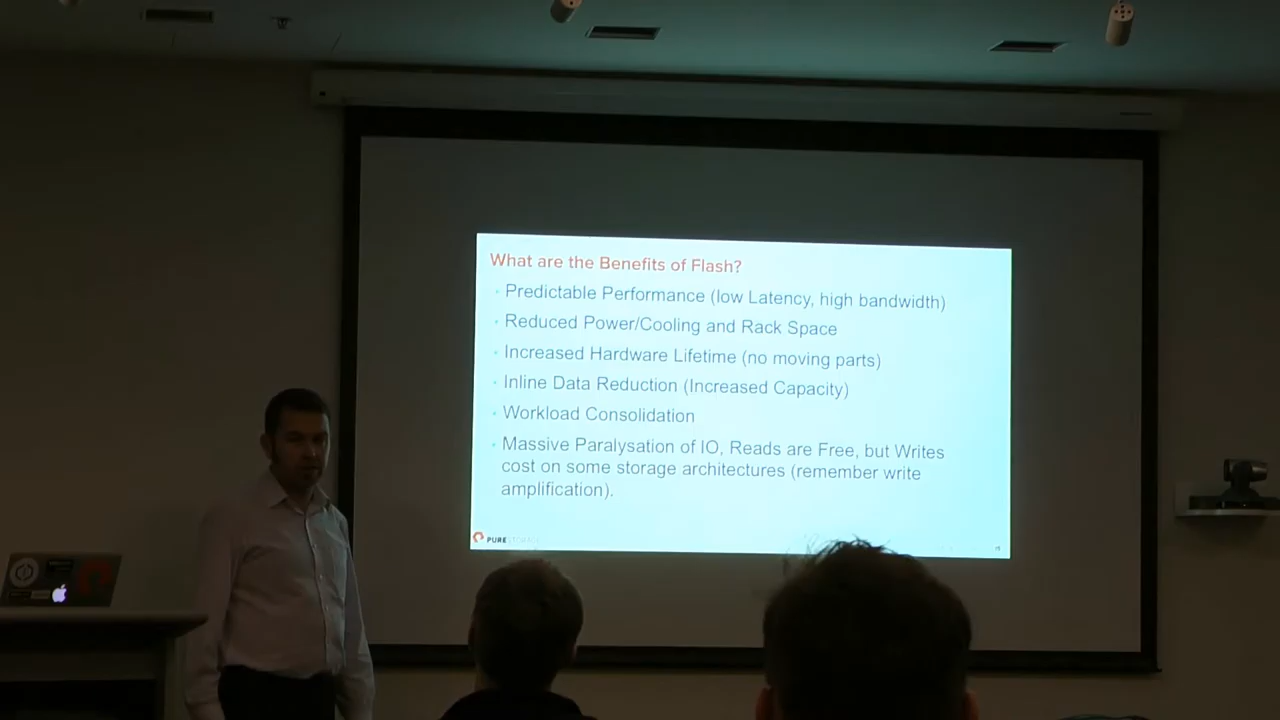 What are the Benefits of Flash?
Predictable Performance (low Latency, high bandwidth)
Reduced Power/Cooling and Rack Space
Increased Hardware Lifetime (no moving parts)
Inline Data Reduction (Increased Capacity)
Workload Consolidation
Massive Paralysation of IO, Reads are Free, but Writes
cost on some storage architectures (remember write
amplification).
PURE